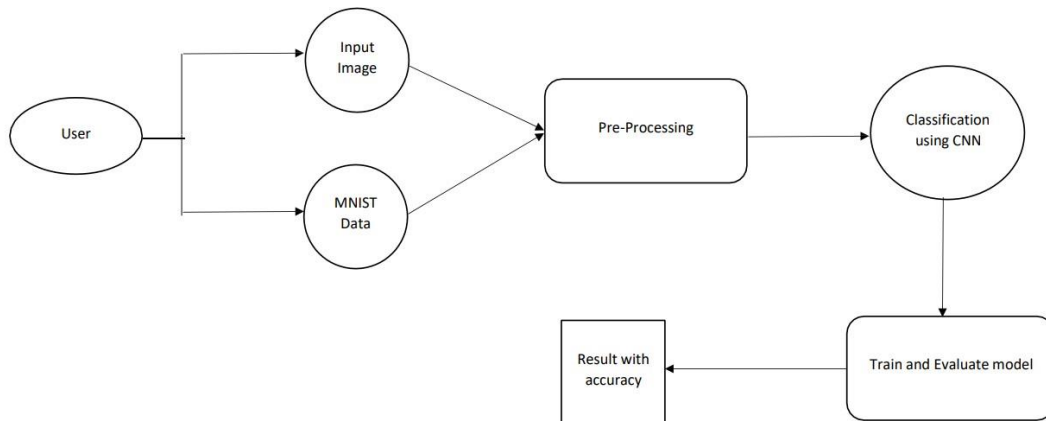 User
Input
Image
MNIST
Data
Pre-Processing
Classification
using CNN
Train and Evaluate model
Result with
accuracy